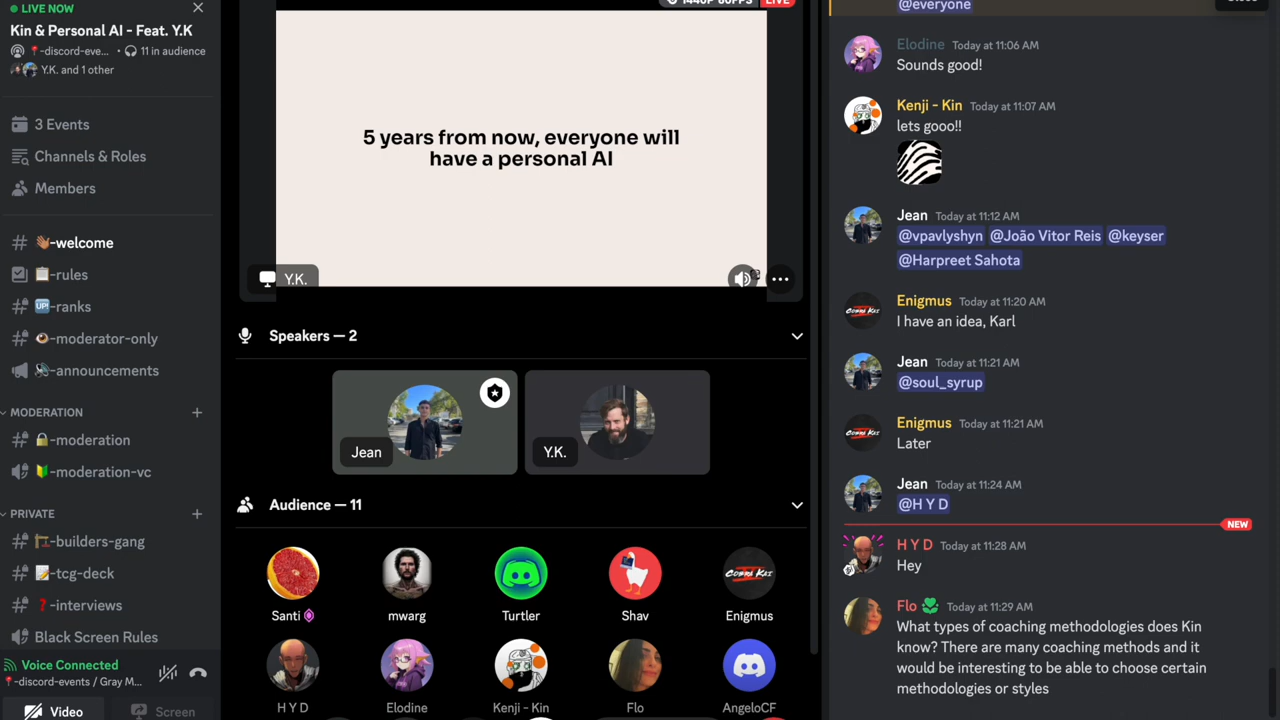 LIVE NOW
Kin & Personal AI - Feat. Y.K
-discord-eve... • 11 in audience
Y.K. and 1 other
3 Events
Channels & Roles
Members
-welcome
-rules
-ranks
-moderator-only
-announcements
MODERATION
-moderation
-moderation-vc
PRIVATE
-builders-gang
-tcg-deck
-interviews
Black Screen Rules
Voice Connected
-discord-events / Gray M...
Video
Screen
1440P 60FPS
LIVE
5 years from now, everyone will
have a personal AI
Y.K.
Speakers — 2
Jean
Y.K.
Audience — 11
Santi
mwarg
Turtler
Shav
Enigmus
H Y D
Elodine
Kenji - Kin
Flo
AngeloCF
@everyone
Close
Elodine Today at 11:06 AM
Sounds good!
Kenji - Kin Today at 11:07 AM
lets gooo!!
Jean Today at 11:12 AM
@vpavlyshyn @João Vitor Reis @keyser
@Harpreet Sahota
Enigmus Today at 11:20 AM
I have an idea, Karl
Jean Today at 11:21 AM
@soul_syrup
Enigmus Today at 11:21 AM
Later
Jean Today at 11:24 AM
@H Y D
NEW
H Y D Today at 11:28 AM
Hey
Flo Today at 11:29 AM
What types of coaching methodologies does Kin
know? There are many coaching methods and it
would be interesting to be able to choose certain
methodologies or styles